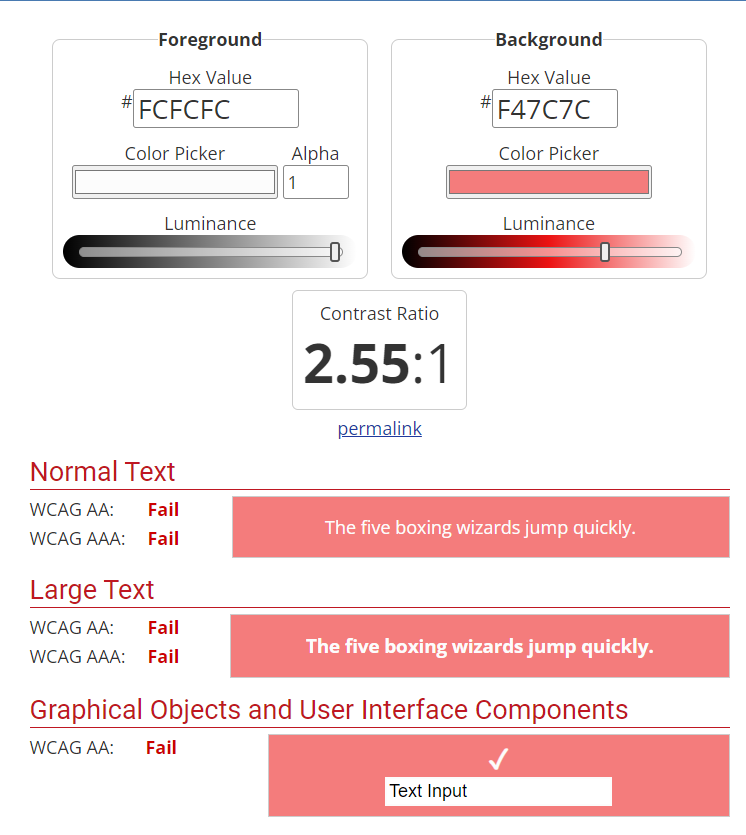 Foreground Background
Hex Value Hex Value
# FCFCFC # F47C7C
Color Picker Alpha Color Picker
1
Luminance Luminance
Contrast Ratio
2.55:1
permalink
Normal Text
WCAG AA: Fail
The five boxing wizards jump quickly.
WCAG AAA: Fail
Large Text
WCAG AA: Fail
The five boxing wizards jump quickly.
WCAG AAA: Fail
Graphical Objects and User Interface Components
WCAG AA: Fail
✓
Text Input